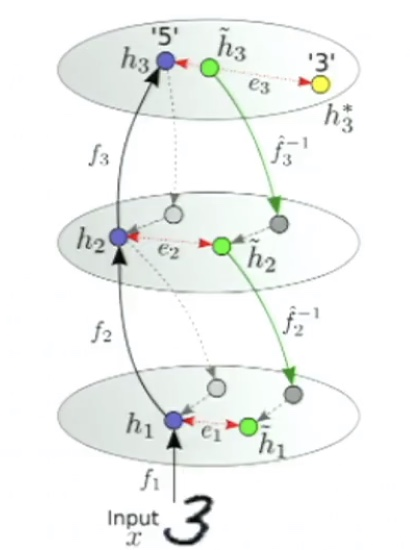 '5'
h₃ h̃₃ '3'
e₃
h₃*
f₃ f̂₃⁻¹
h₂ e₂ h̃₂
f₂ f̂₂⁻¹
h₁ e₁ h̃₁
f₁
Input 3
x